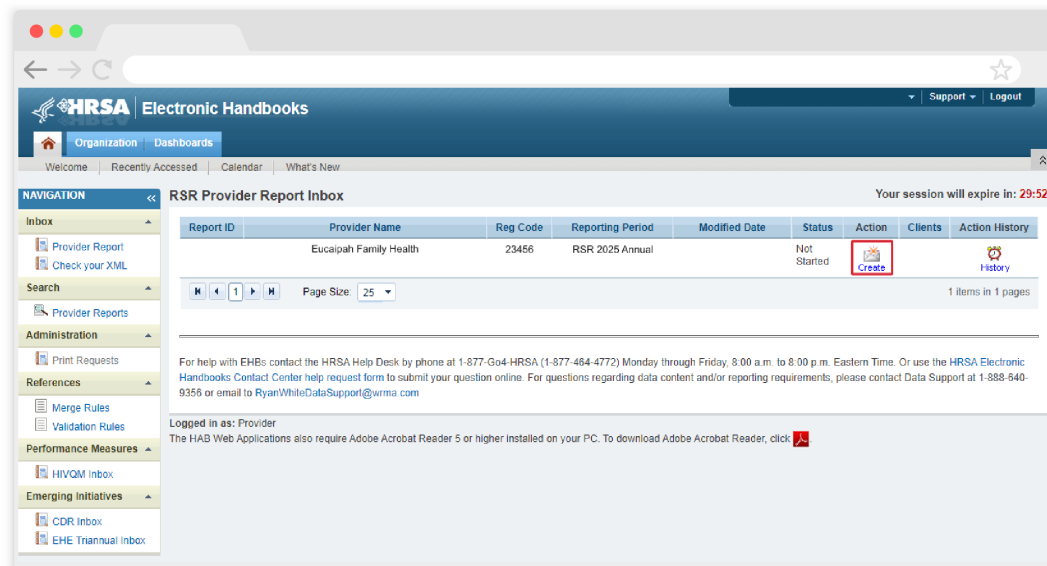 HRSA Electronic Handbooks
Support Logout
Organization Dashboards
Welcome Recently Accessed Calendar What's New
NAVIGATION
Inbox
Provider Report
Check your XML
Search
Provider Reports
Administration
Print Requests
References
Merge Rules
Validation Rules
Performance Measures
HIVQM Inbox
Emerging Initiatives
CDR Inbox
EHE Triannual Inbox
RSR Provider Report Inbox
Your session will expire in: 29:52
Report ID Provider Name Reg Code Reporting Period Modified Date Status Action Clients Action History
Eucaipah Family Health 23456 RSR 2025 Annual Not Started Create History
1 Page Size: 25 1 items in 1 pages
For help with EHBs contact the HRSA Help Desk by phone at 1-877-Go4-HRSA (1-877-464-4772) Monday through Friday, 8:00 a.m. to 8:00 p.m. Eastern Time. Or use the HRSA Electronic
Handbooks Contact Center help request form to submit your question online. For questions regarding data content and/or reporting requirements, please contact Data Support at 1-888-640-
9356 or email to RyanWhiteDataSupport@wrma.com
Logged in as: Provider
The HAB Web Applications also require Adobe Acrobat Reader 5 or higher installed on your PC. To download Adobe Acrobat Reader, click